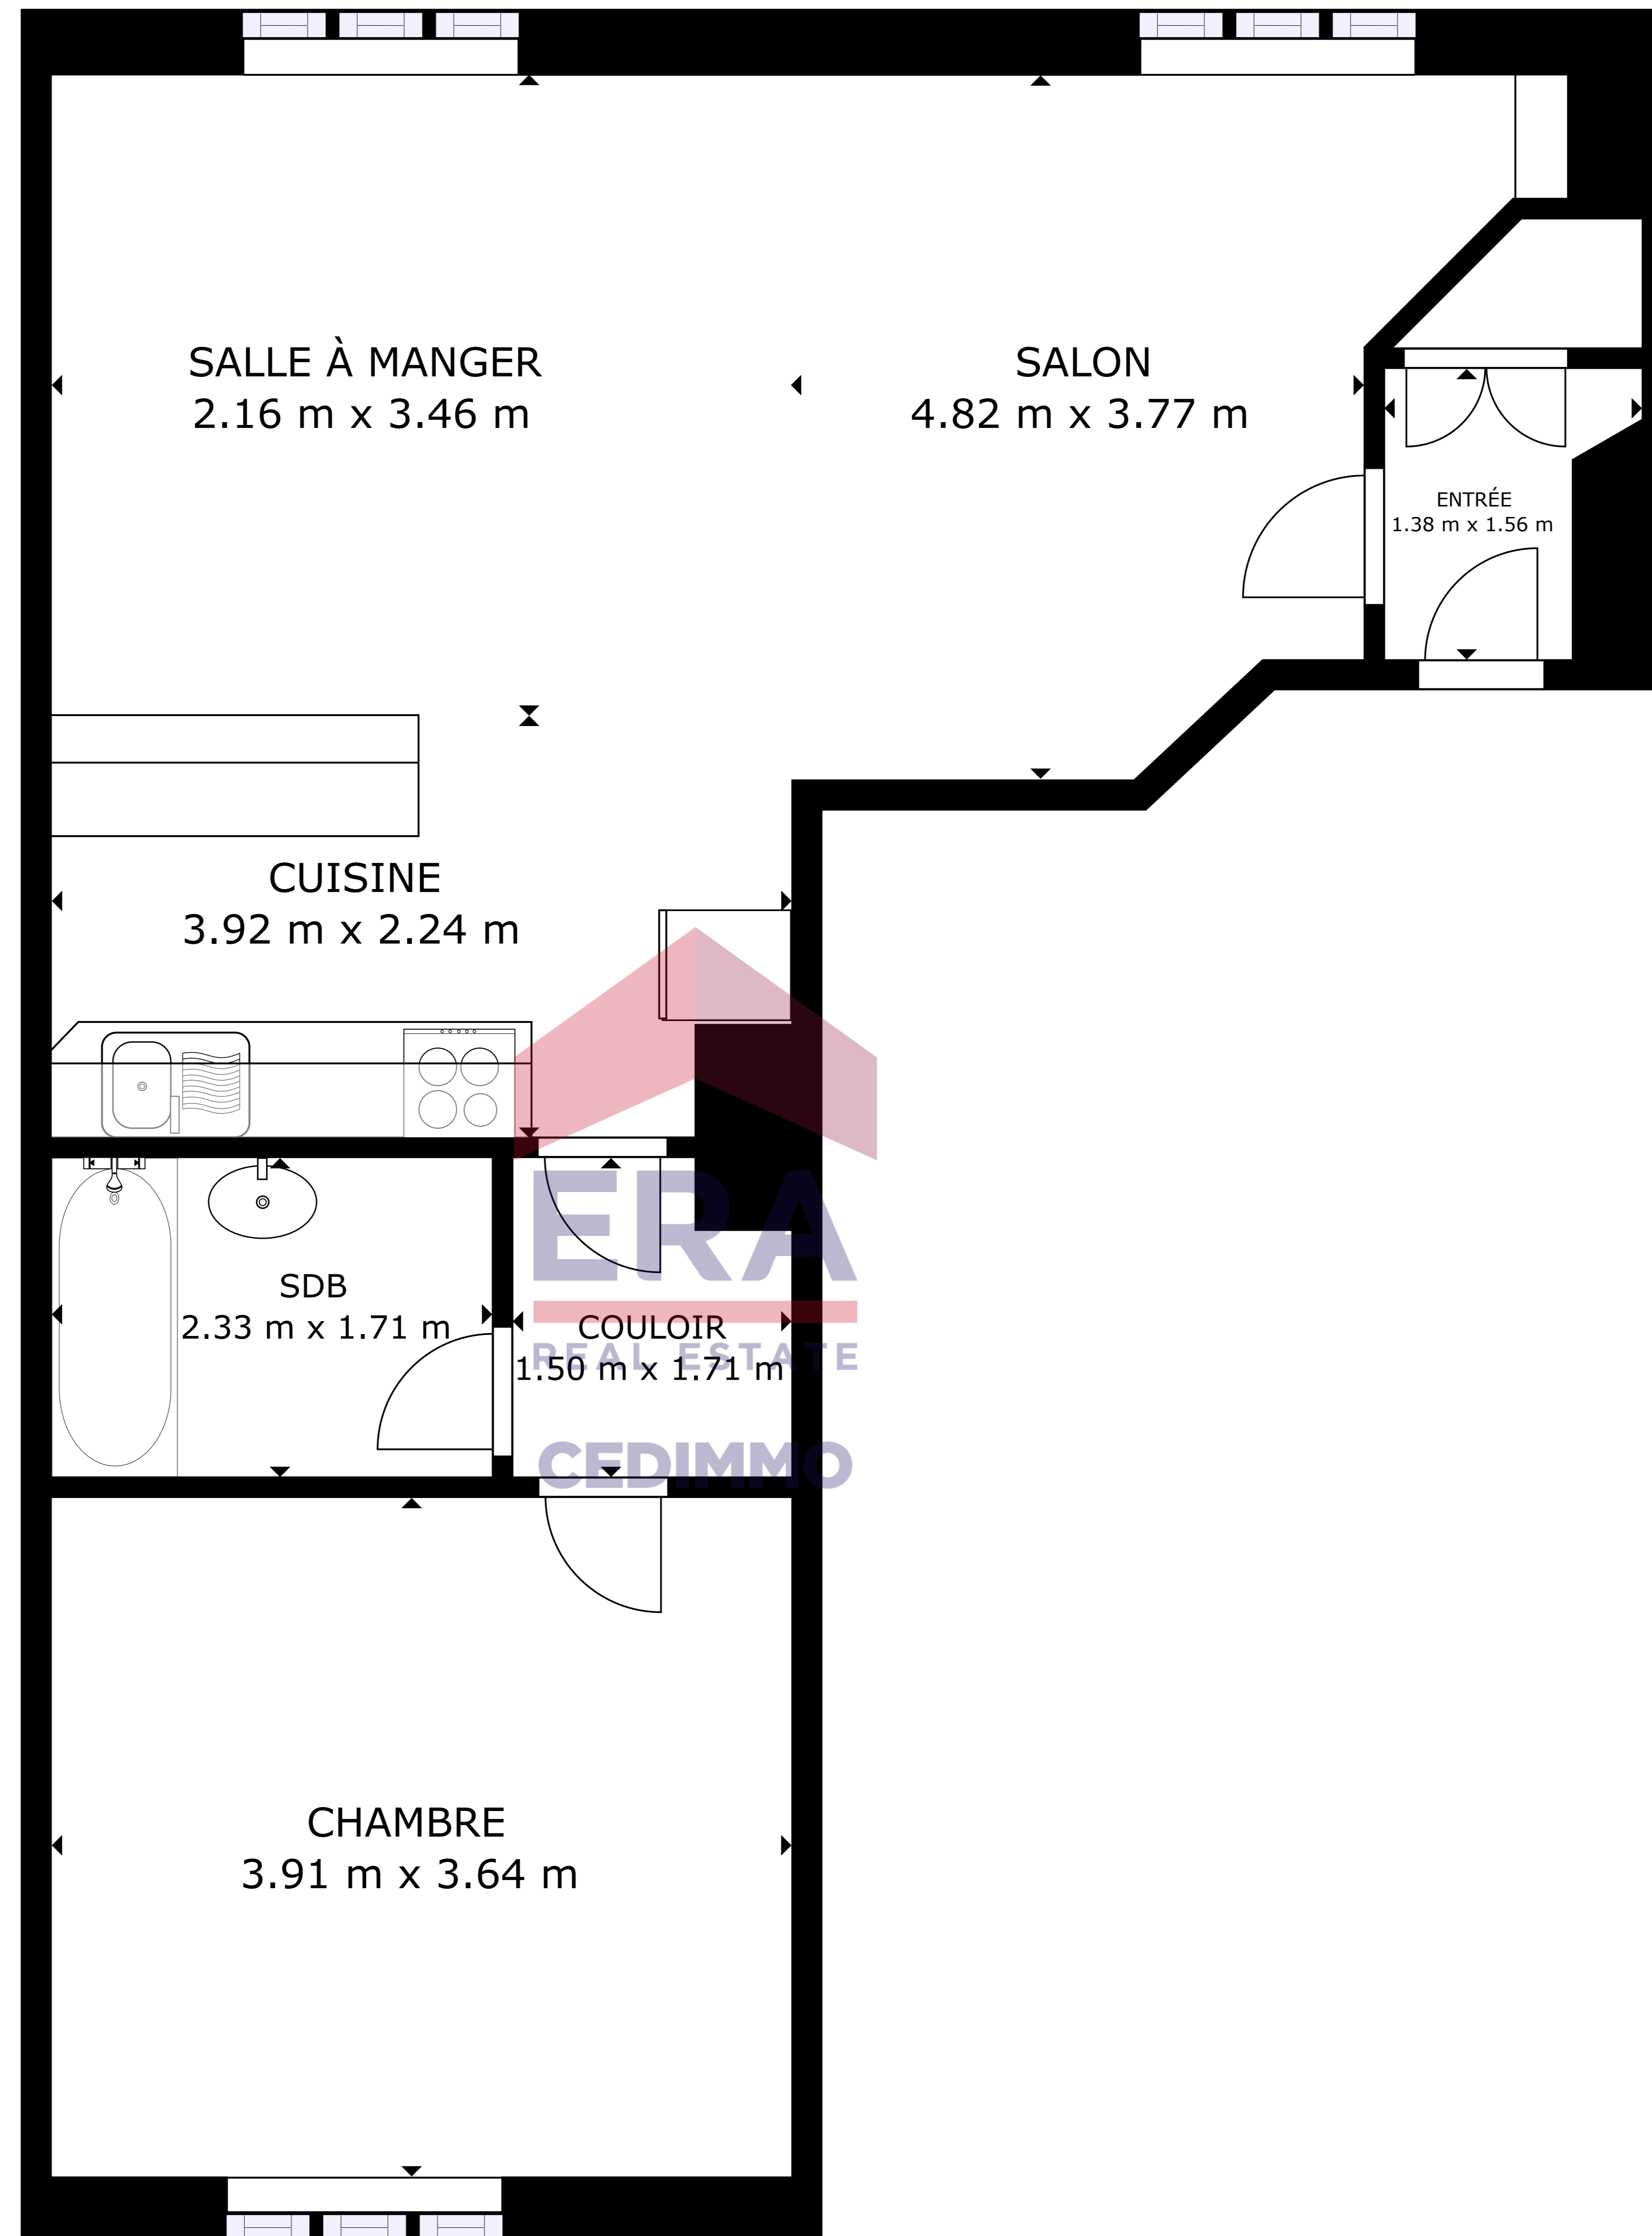 SALLE À MANGER
2.16 m x 3.46 m
SALON
4.82 m x 3.77 m
ENTRÉE
1.38 m x 1.56 m
CUISINE
3.92 m x 2.24 m
ERA
SDB
2.33 m x 1.71 m
COULOIR
REAL ESTATE
1.50 m x 1.71 m
CEDIMMO
CHAMBRE
3.91 m x 3.64 m